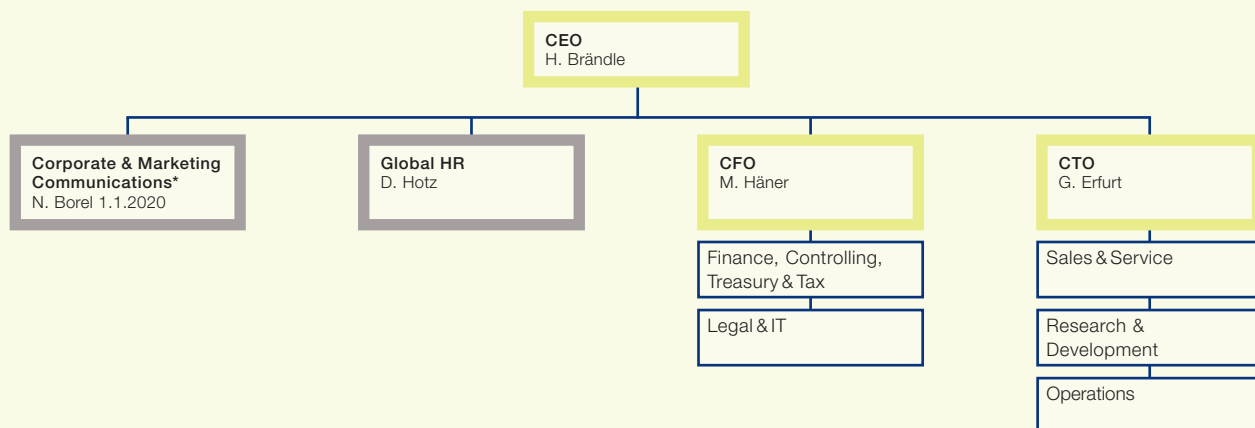 CEO
H. Brändle
Corporate & Marketing
Communications*
N. Borel 1.1.2020
Global HR
D. Hotz
CFO
M. Häner
CTO
G. Erfurt
Finance, Controlling,
Treasury & Tax
Legal & IT
Sales & Service
Research &
Development
Operations